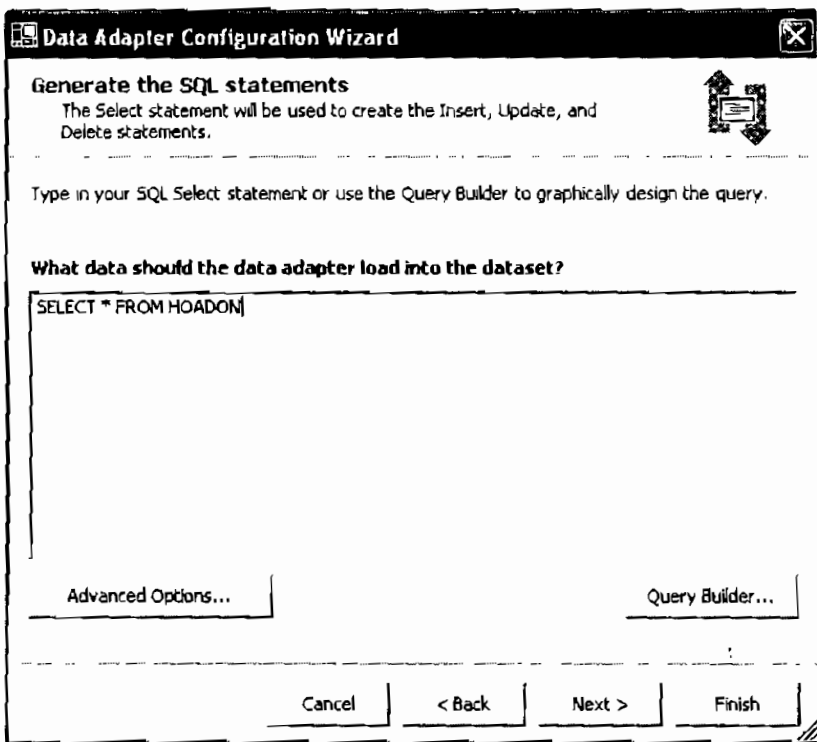 Data Adapter Configuration Wizard
Generate the SQL statements
The Select statement will be used to create the Insert, Update, and
Delete statements.
Type in your SQL Select statement or use the Query Builder to graphically design the query.
What data should the data adapter load into the dataset?
SELECT * FROM HOADON
Advanced Options...
Query Builder...
Cancel
< Back
Next >
Finish